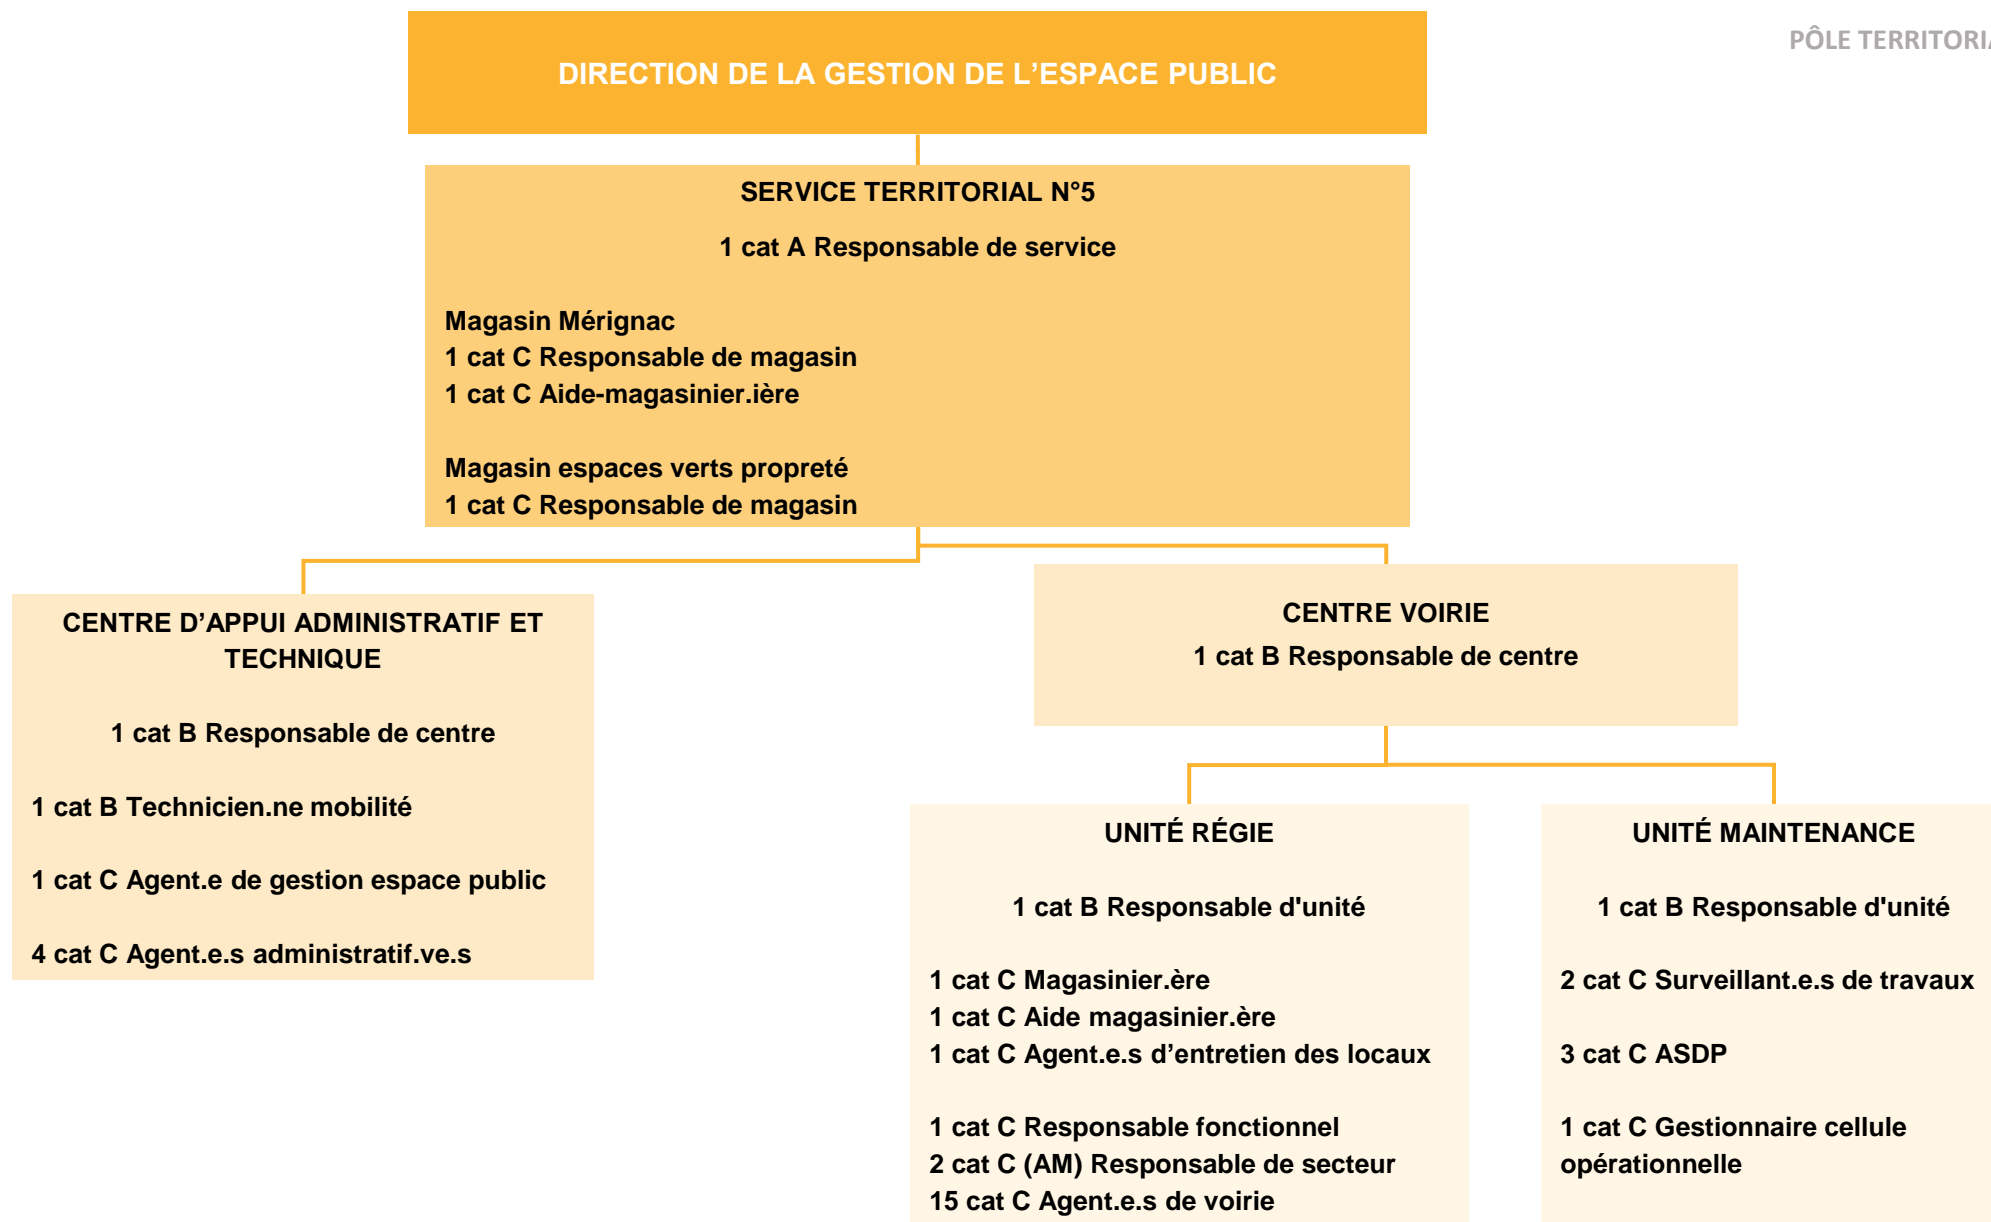 PÔLE TERRITORIA
DIRECTION DE LA GESTION DE L’ESPACE PUBLIC
SERVICE TERRITORIAL N°5
1 cat A Responsable de service
Magasin Mérignac
1 cat C Responsable de magasin
1 cat C Aide-magasinier.ière
Magasin espaces verts propreté
1 cat C Responsable de magasin
CENTRE D’APPUI ADMINISTRATIF ET
TECHNIQUE
1 cat B Responsable de centre
1 cat B Technicien.ne mobilité
1 cat C Agent.e de gestion espace public
4 cat C Agent.e.s administratif.ve.s
CENTRE VOIRIE
1 cat B Responsable de centre
UNITÉ RÉGIE
1 cat B Responsable d'unité
1 cat C Magasinier.ère
1 cat C Aide magasinier.ère
1 cat C Agent.e.s d’entretien des locaux
1 cat C Responsable fonctionnel
2 cat C (AM) Responsable de secteur
15 cat C Agent.e.s de voirie
UNITÉ MAINTENANCE
1 cat B Responsable d'unité
2 cat C Surveillant.e.s de travaux
3 cat C ASDP
1 cat C Gestionnaire cellule
opérationnelle